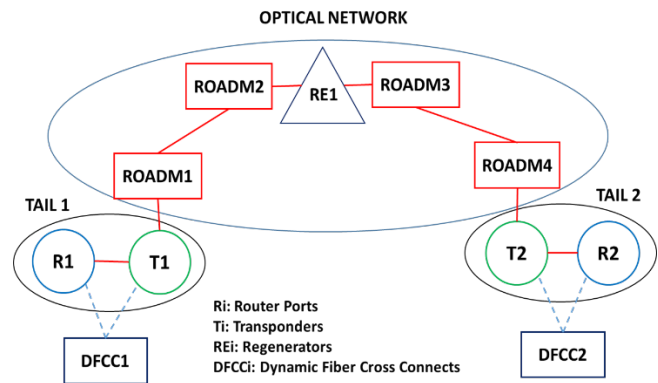 OPTICAL NETWORK
ROADM2
RE1
ROADM3
ROADM1
ROADM4
TAIL 1
TAIL 2
R1
T1
T2
R2
Ri: Router Ports
Ti: Transponders
REi: Regenerators
DFCCi: Dynamic Fiber Cross Connects
DFCC1
DFCC2